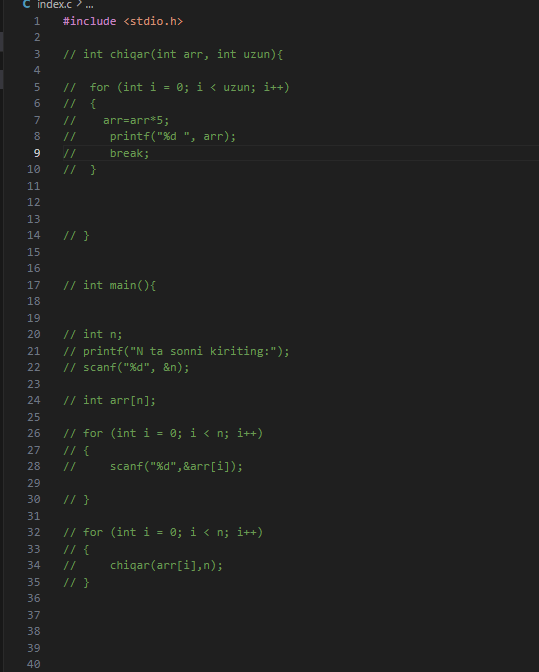 C index.c > ...
1 #include <stdio.h>
2
3 // int chiqar(int arr, int uzun){
4
5 //  for (int i = 0; i < uzun; i++)
6 //  {
7 //    arr=arr*5;
8 //     printf("%d ", arr);
9 //     break;
10 //  }
11
12
13
14 // }
15
16
17 // int main(){
18
19
20 // int n;
21 // printf("N ta sonni kiriting:");
22 // scanf("%d", &n);
23
24 // int arr[n];
25
26 // for (int i = 0; i < n; i++)
27 // {
28 //     scanf("%d",&arr[i]);
29
30 // }
31
32 // for (int i = 0; i < n; i++)
33 // {
34 //     chiqar(arr[i],n);
35 // }
36
37
38
39
40